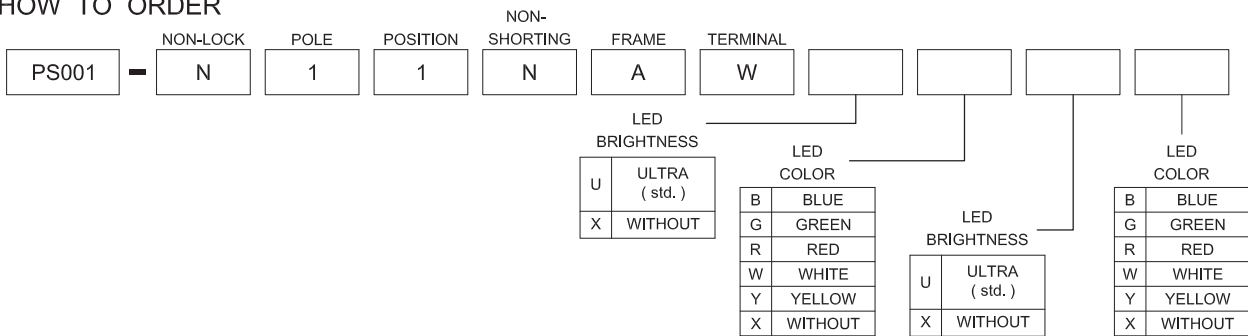 HOW TO ORDER
NON-LOCK POLE POSITION NON-
SHORTING FRAME TERMINAL
PS001 - N 1 1 N A W
LED
BRIGHTNESS
U ULTRA
( std. )
X WITHOUT
LED
COLOR
B BLUE
G GREEN
R RED
W WHITE
Y YELLOW
X WITHOUT
LED
BRIGHTNESS
U ULTRA
( std. )
X WITHOUT
LED
COLOR
B BLUE
G GREEN
R RED
W WHITE
Y YELLOW
X WITHOUT